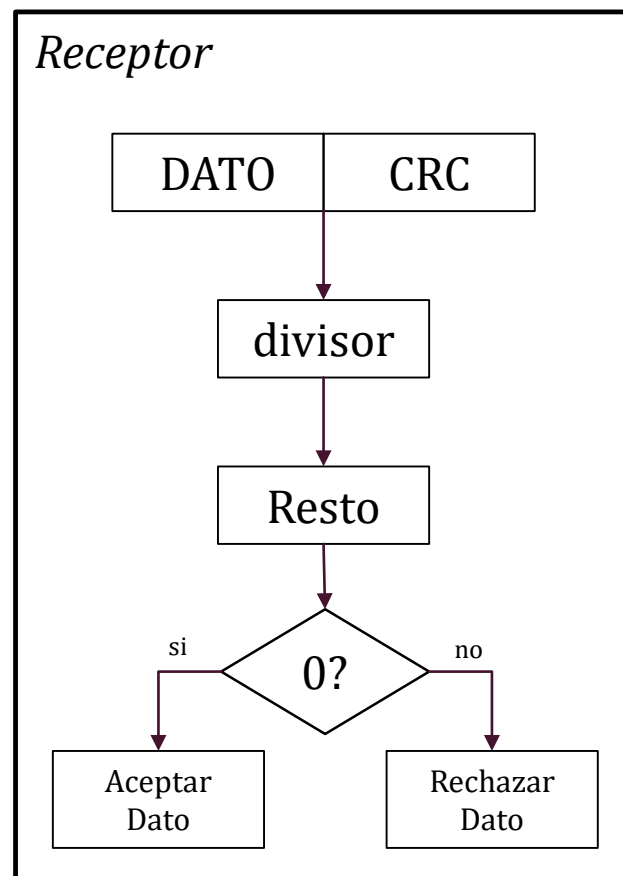 Receptor
DATO CRC
divisor
Resto
si 0? no
Aceptar
Dato
Rechazar
Dato